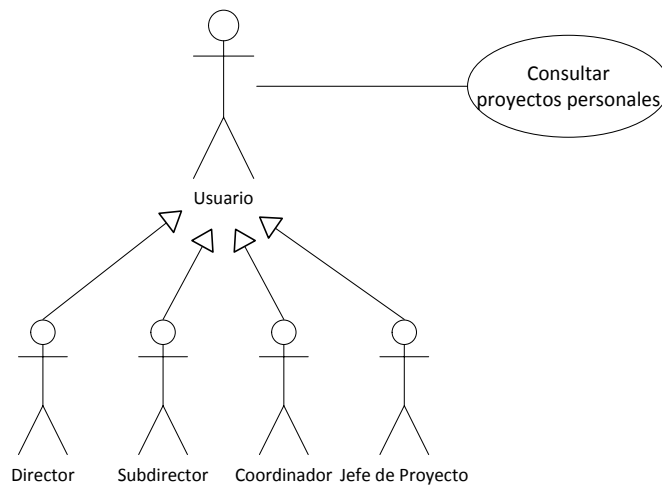 Consultar
proyectos personales
Usuario
Director
Subdirector
Coordinador
Jefe de Proyecto